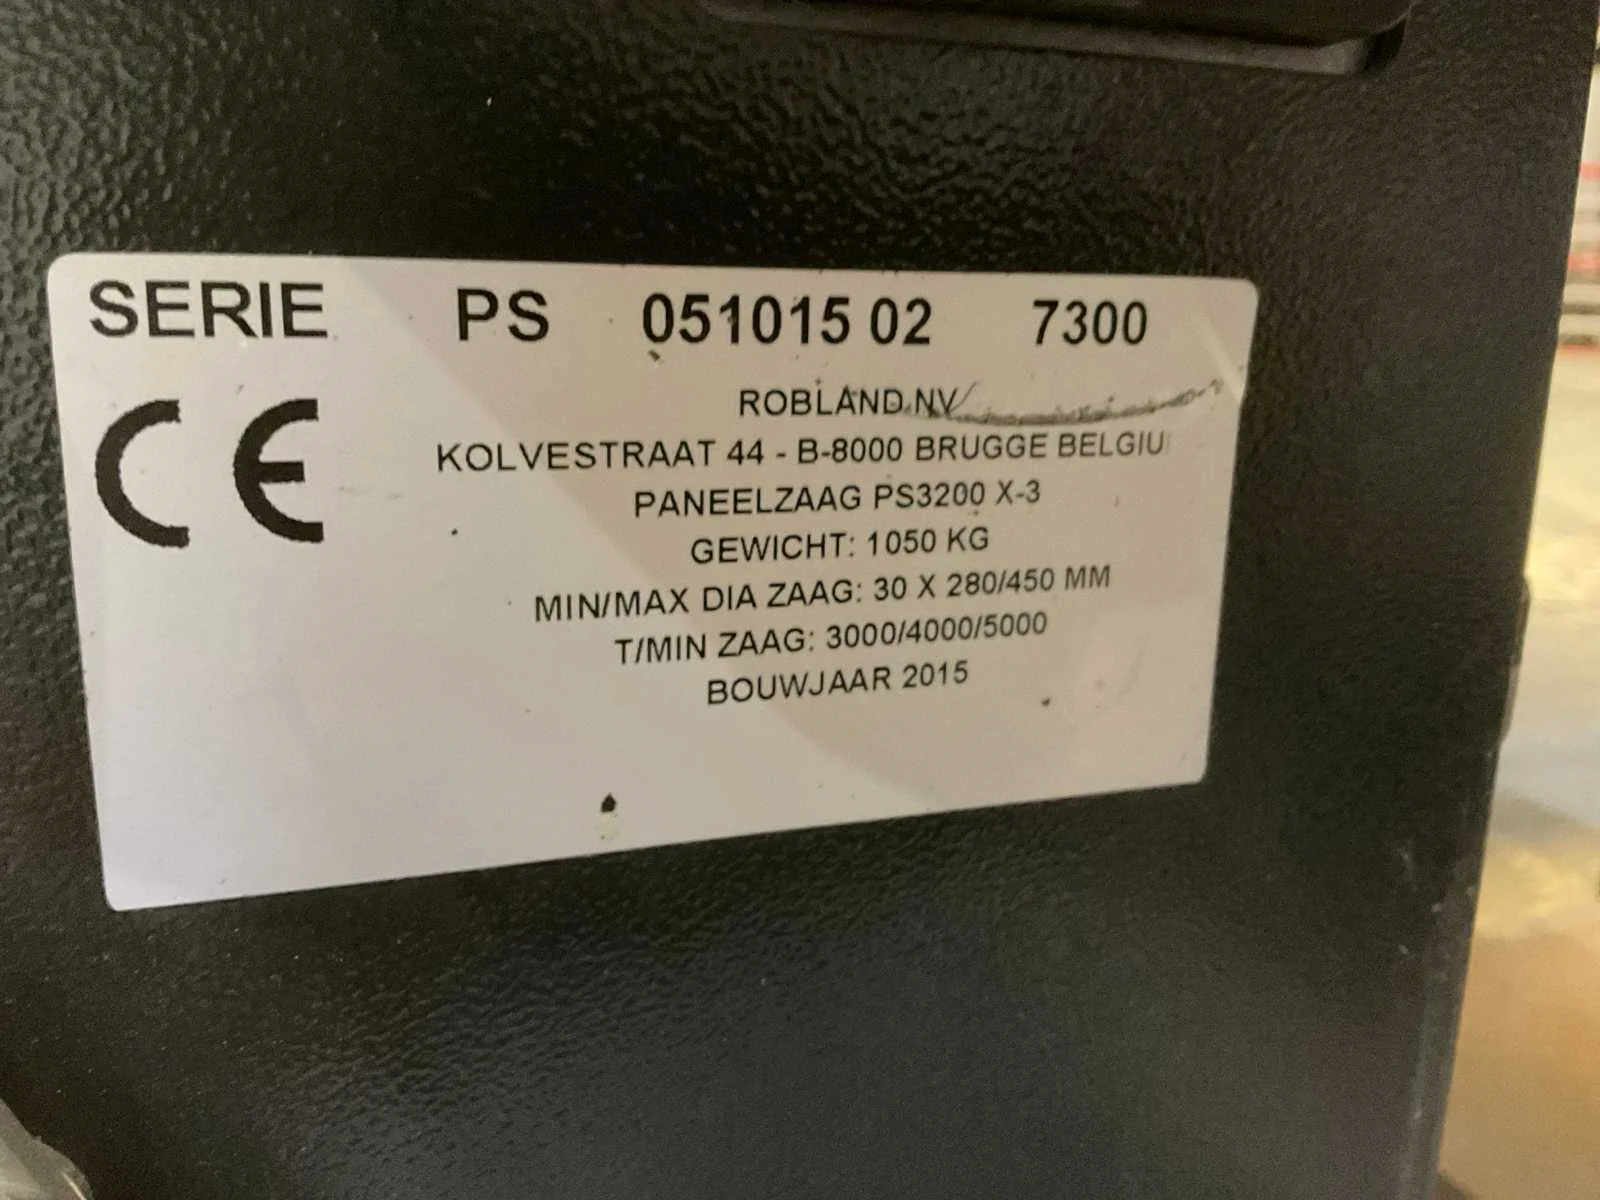 SERIE PS 051015 02 7300
CE
ROBLAND NV
KOLVESTRAAT 44 - B-8000 BRUGGE BELGIU
PANEELZAAG PS3200 X-3
GEWICHT: 1050 KG
MIN/MAX DIA ZAAG: 30 X 280/450 MM
T/MIN ZAAG: 3000/4000/5000
BOUWJAAR 2015